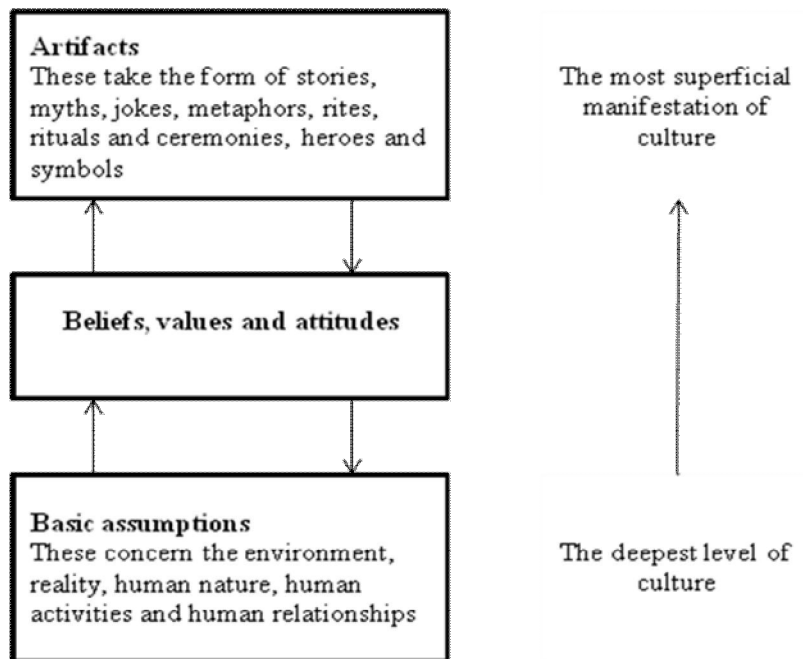 Artifacts
These take the form of stories,
myths, jokes, metaphors, rites,
rituals and ceremonies, heroes and
symbols
The most superficial
manifestation of
culture
Beliefs, values and attitudes
Basic assumptions
These concern the environment,
reality, human nature, human
activities and human relationships
The deepest level of
culture